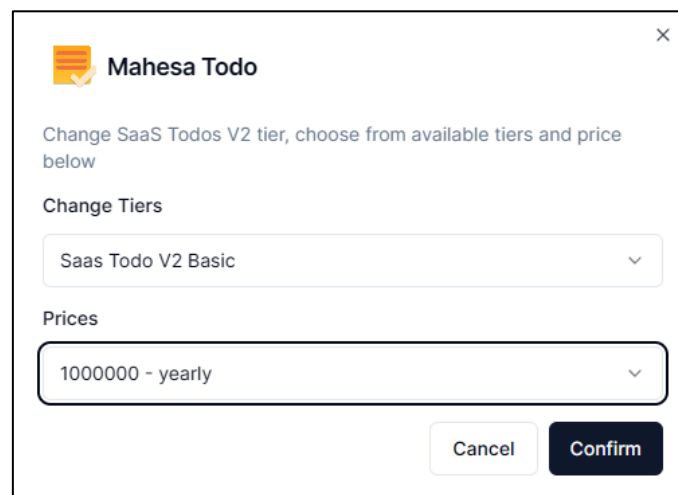 Mahesa Todo
Change SaaS Todos V2 tier, choose from available tiers and price
below
Change Tiers
Saas Todo V2 Basic
Prices
1000000 - yearly
Cancel
Confirm